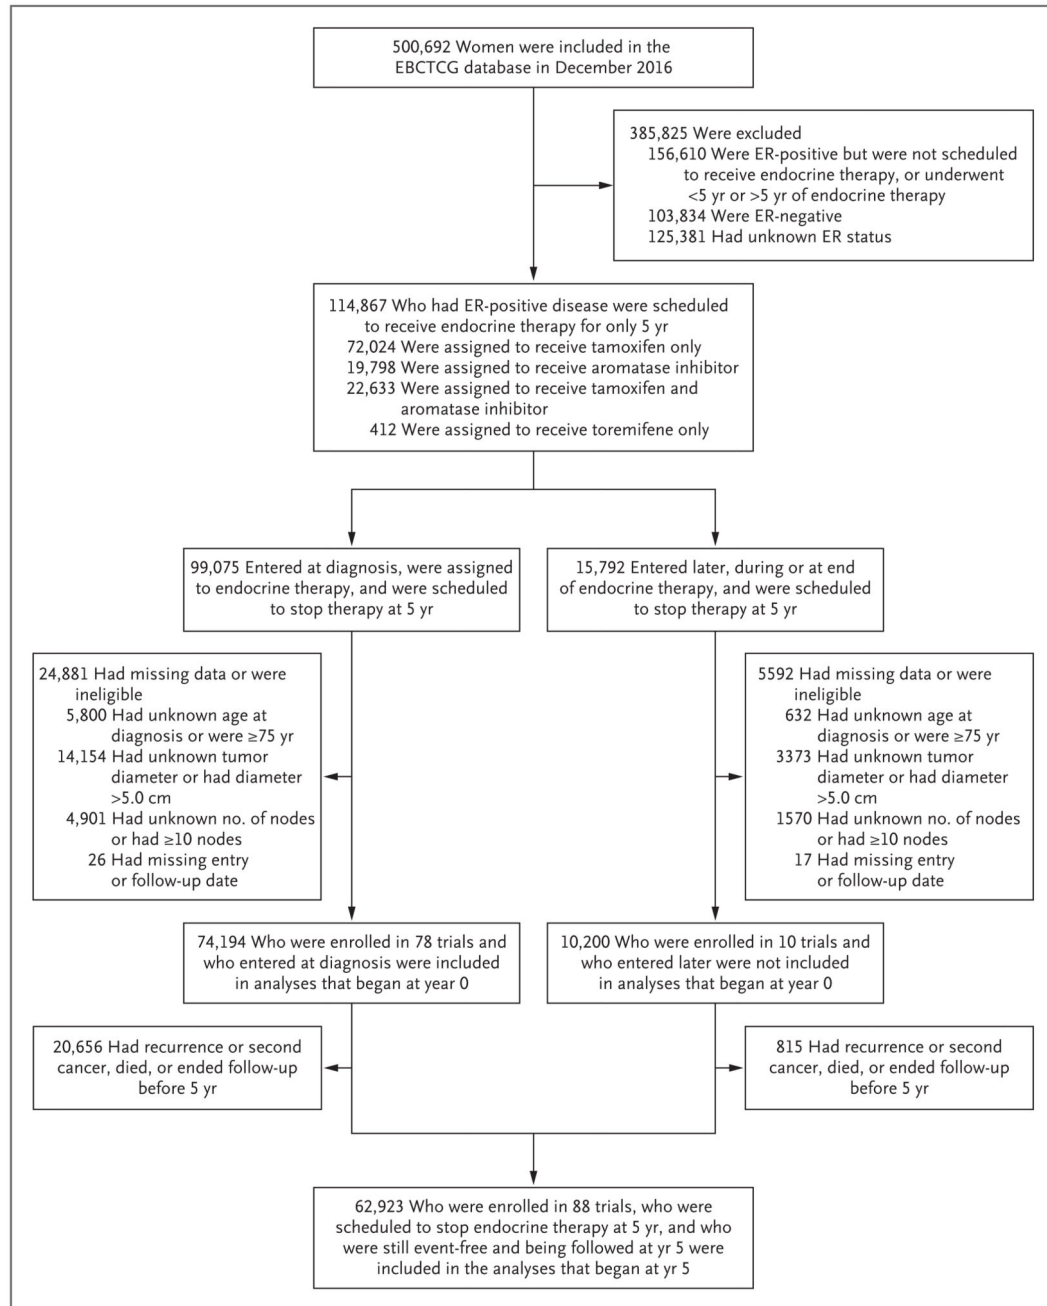 500,692 Women were included in the
EBCTCG database in December 2016
385,825 Were excluded
156,610 Were ER-positive but were not scheduled
to receive endocrine therapy, or underwent
<5 yr or >5 yr of endocrine therapy
103,834 Were ER-negative
125,381 Had unknown ER status
114,867 Who had ER-positive disease were scheduled
to receive endocrine therapy for only 5 yr
72,024 Were assigned to receive tamoxifen only
19,798 Were assigned to receive aromatase inhibitor
22,633 Were assigned to receive tamoxifen and
aromatase inhibitor
412 Were assigned to receive toremifene only
99,075 Entered at diagnosis, were assigned
to endocrine therapy, and were scheduled
to stop therapy at 5 yr
15,792 Entered later, during or at end
of endocrine therapy, and were scheduled
to stop therapy at 5 yr
24,881 Had missing data or were
ineligible
5,800 Had unknown age at
diagnosis or were ≥75 yr
14,154 Had unknown tumor
diameter or had diameter
>5.0 cm
4,901 Had unknown no. of nodes
or had ≥10 nodes
26 Had missing entry
or follow-up date
5592 Had missing data or were
ineligible
632 Had unknown age at
diagnosis or were ≥75 yr
3373 Had unknown tumor
diameter or had diameter
>5.0 cm
1570 Had unknown no. of nodes
or had ≥10 nodes
17 Had missing entry
or follow-up date
74,194 Who were enrolled in 78 trials and
who entered at diagnosis were included
in analyses that began at year 0
10,200 Who were enrolled in 10 trials and
who entered later were not included
in analyses that began at year 0
20,656 Had recurrence or second
cancer, died, or ended follow-up
before 5 yr
815 Had recurrence or second
cancer, died, or ended follow-up
before 5 yr
62,923 Who were enrolled in 88 trials, who were
scheduled to stop endocrine therapy at 5 yr, and who
were still event-free and being followed at yr 5 were
included in the analyses that began at yr 5